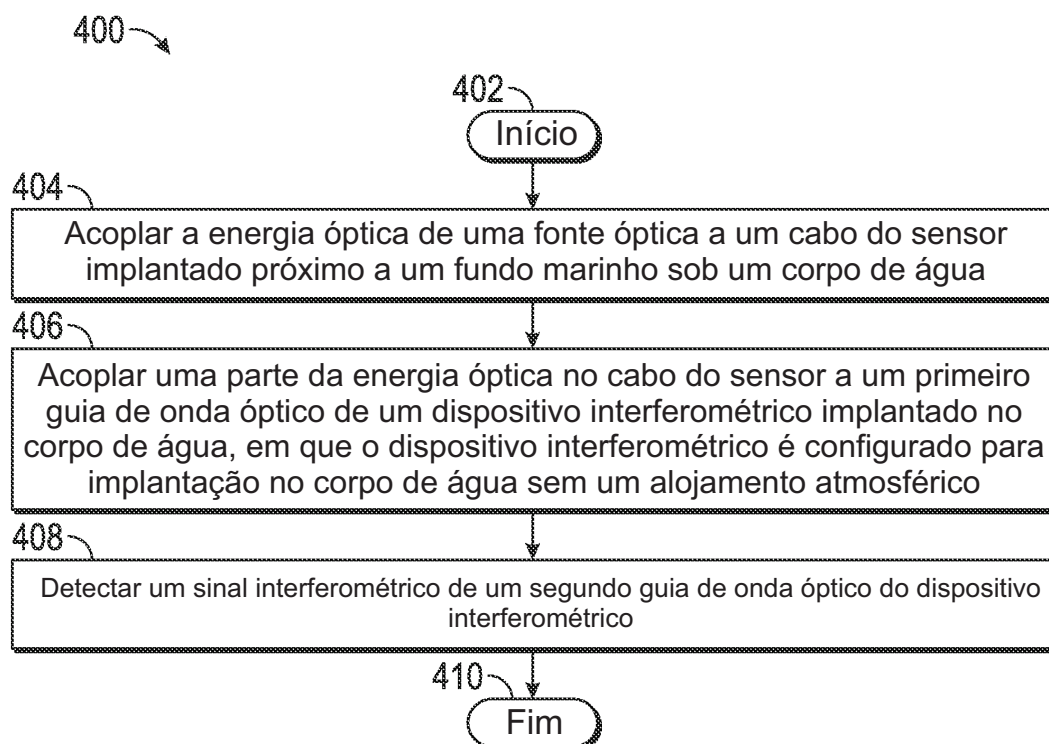 400
402
Início
404
Acoplar a energia óptica de uma fonte óptica a um cabo do sensor
implantado próximo a um fundo marinho sob um corpo de água
406
Acoplar uma parte da energia óptica no cabo do sensor a um primeiro
guia de onda óptico de um dispositivo interferométrico implantado no
corpo de água, em que o dispositivo interferométrico é configurado para
implantação no corpo de água sem um alojamento atmosférico
408
Detectar um sinal interferométrico de um segundo guia de onda óptico do dispositivo
interferométrico
410
Fim